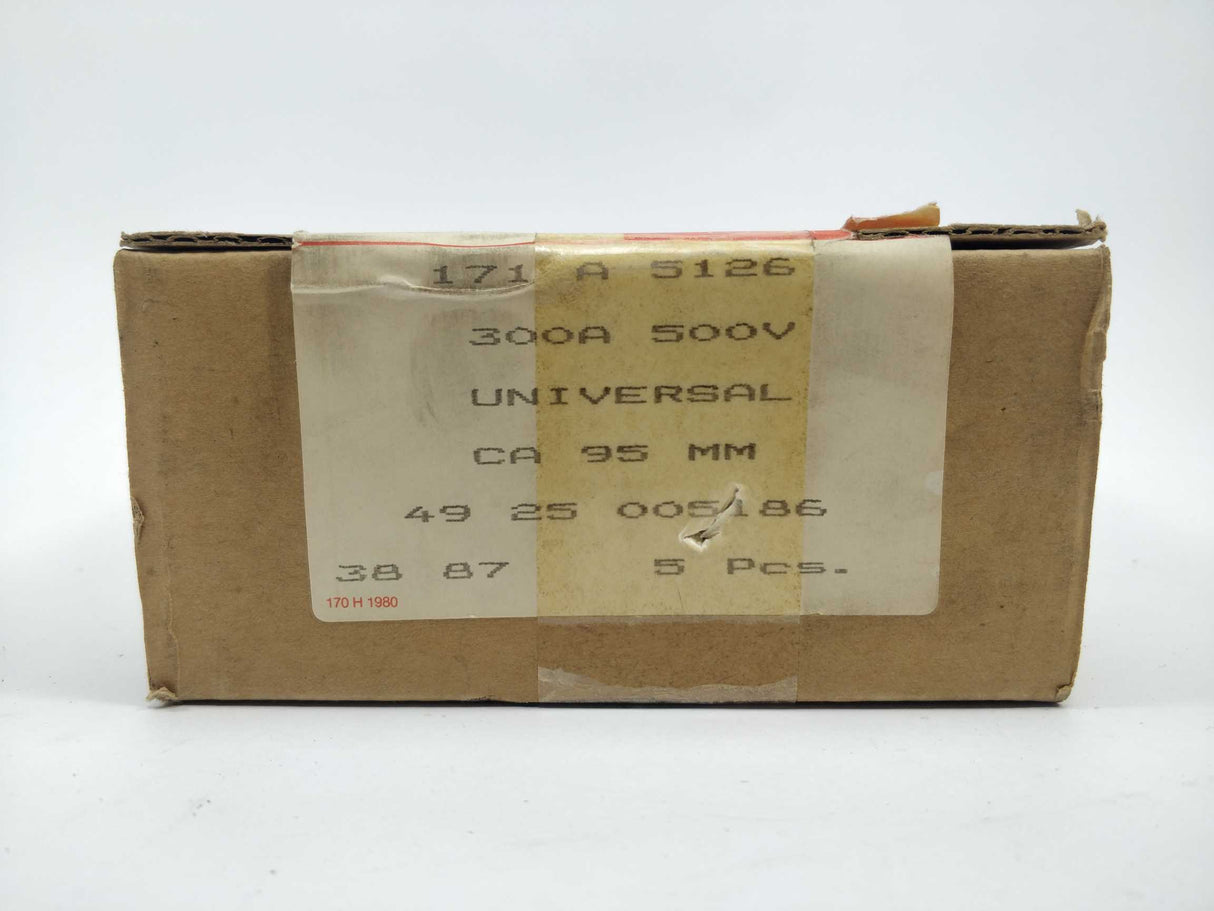 171 A 5126
300A 500V
UNIVERSAL
CA 95 MM
49 25 005186
38 87 5 Pcs.
170 H 1980